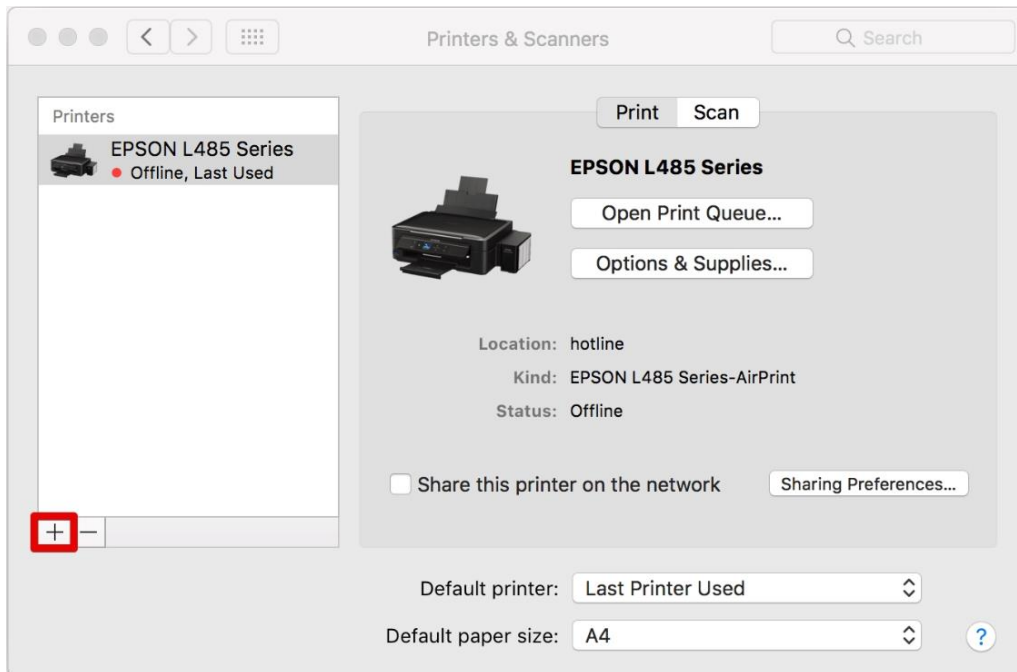 Printers & Scanners
Search
Printers
EPSON L485 Series
Offline, Last Used
+ −
Print Scan
EPSON L485 Series
Open Print Queue...
Options & Supplies...
Location: hotline
Kind: EPSON L485 Series-AirPrint
Status: Offline
Share this printer on the network
Sharing Preferences...
Default printer: Last Printer Used
Default paper size: A4
?